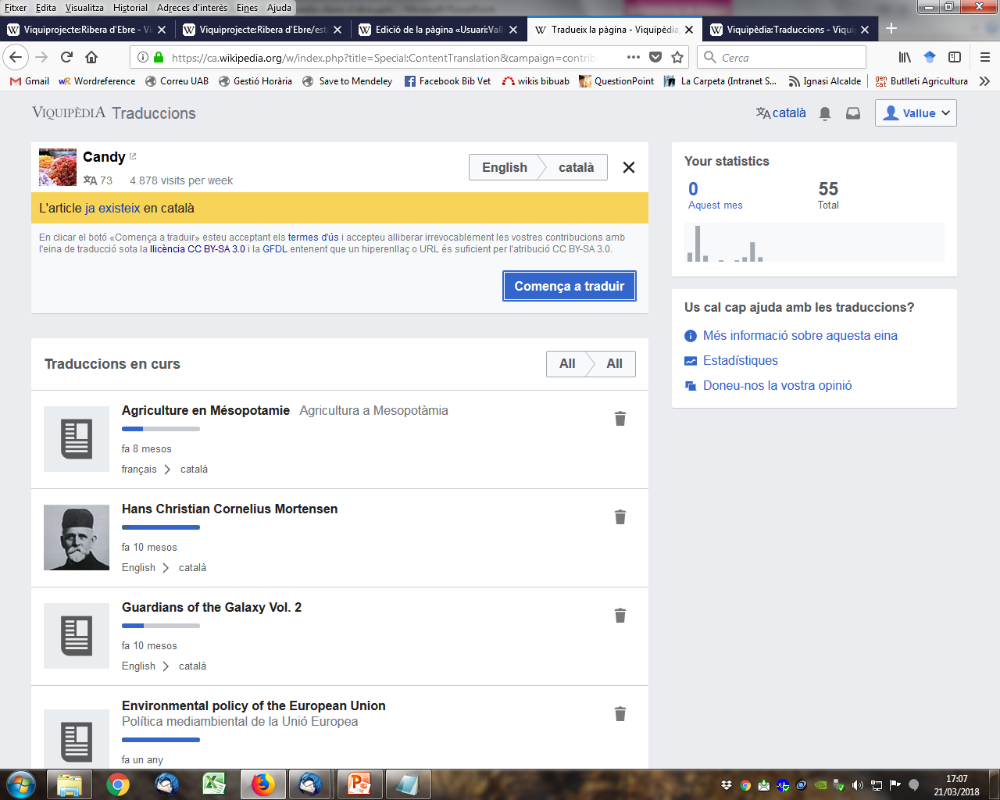 Fitxer Edita Visualitza Historial Adreces d'interès Eines Ajuda
Viquiprojecte:Ribera d'Ebre - Vi
Viquiprojecte:Ribera d'Ebre/est
Edició de la pàgina «Usuari:Vall
Tradueix la pàgina - Viquipèdia,
Viquipèdia:Traduccions - Viqui
https://ca.wikipedia.org/w/index.php?title=Special:ContentTranslation&campaign=contrib
Cerca
Gmail
Wordreference
Correu UAB
Gestió Horària
Save to Mendeley
Facebook Bib Vet
wikis bibuab
QuestionPoint
La Carpeta (Intranet S...
Ignasi Alcalde
Butlleti Agricultura
VIQUIPÈDIA Traduccions
català
Vallue
Candy
73 4.878 visits per week
English català
L'article ja existeix en català
En clicar el botó «Comença a traduir» esteu acceptant els termes d'ús i accepteu alliberar irrevocablement les vostres contribucions amb
l'eina de traducció sota la llicència CC BY-SA 3.0 i la GFDL entenent que un hiperenllaç o URL és suficient per l'atribució CC BY-SA 3.0.
Comença a traduir
Your statistics
0 55
Aquest mes Total
Us cal cap ajuda amb les traduccions?
Més informació sobre aquesta eina
Estadístiques
Doneu-nos la vostra opinió
Traduccions en curs
All All
Agriculture en Mésopotamie Agricultura a Mesopotàmia
fa 8 mesos
français català
Hans Christian Cornelius Mortensen
fa 10 mesos
English català
Guardians of the Galaxy Vol. 2
fa 10 mesos
English català
Environmental policy of the European Union
Política mediambiental de la Unió Europea
fa un any
17:07
21/03/2018